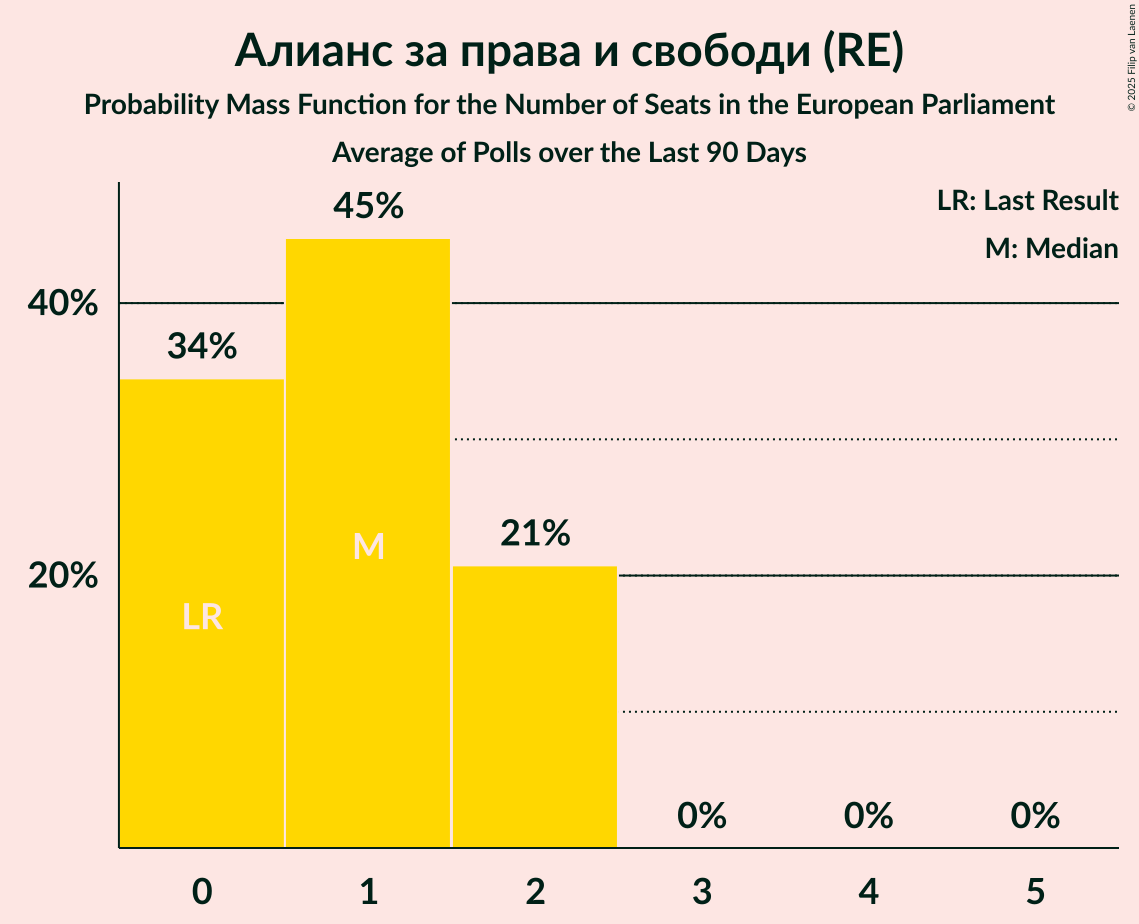 Алианс за права и свободи (RE)
Probability Mass Function for the Number of Seats in the European Parliament
Average of Polls over the Last 90 Days
© 2025 Filip van Laenen
LR: Last Result
M: Median
45%
40%
34%
21%
20%
M
LR
0%
0%
0%
0
1
2
3
4
5